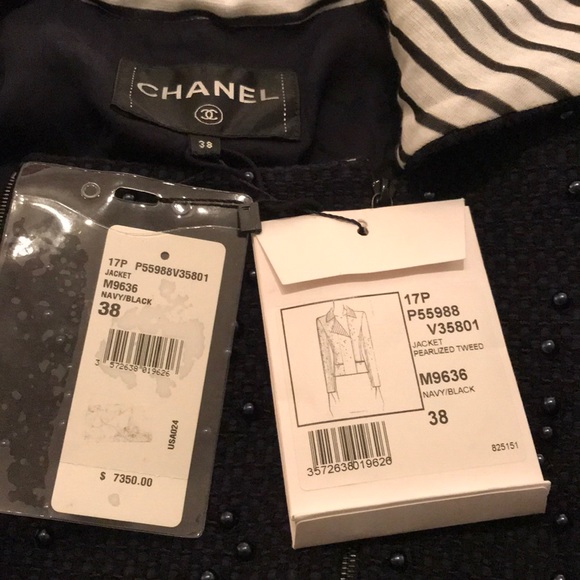 CHANEL
38
17P P55988V35801
JACKET
M9636
NAVY/BLACK
38
3 572638 019626
USA024
$ 7350.00
17P
P55988
V35801
JACKET
PEARLIZED TWEED
M9636
NAVY/BLACK
38
3572638019626
825151